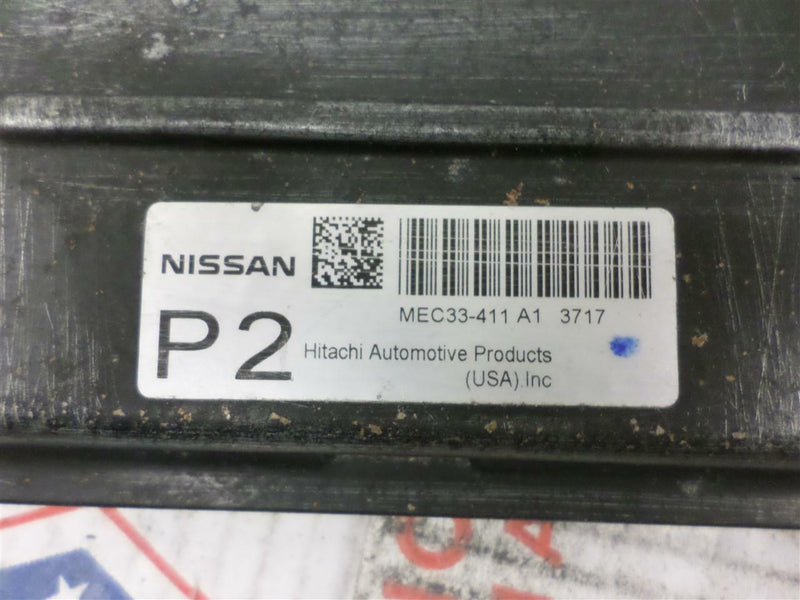 NISSAN
MEC33-411 A1 3717
P2
Hitachi Automotive Products
(USA).Inc